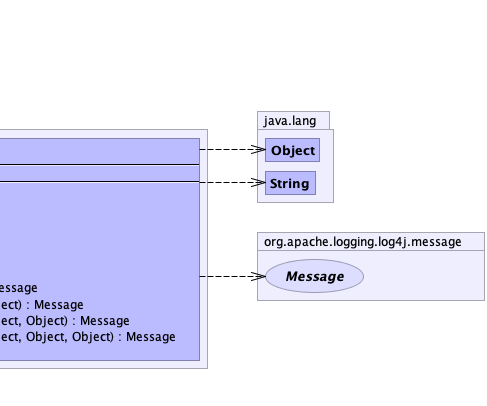 java.lang
Object
String
org.apache.logging.log4j.message
Message
essage
ject) : Message
ect, Object) : Message
ect, Object, Object) : Message